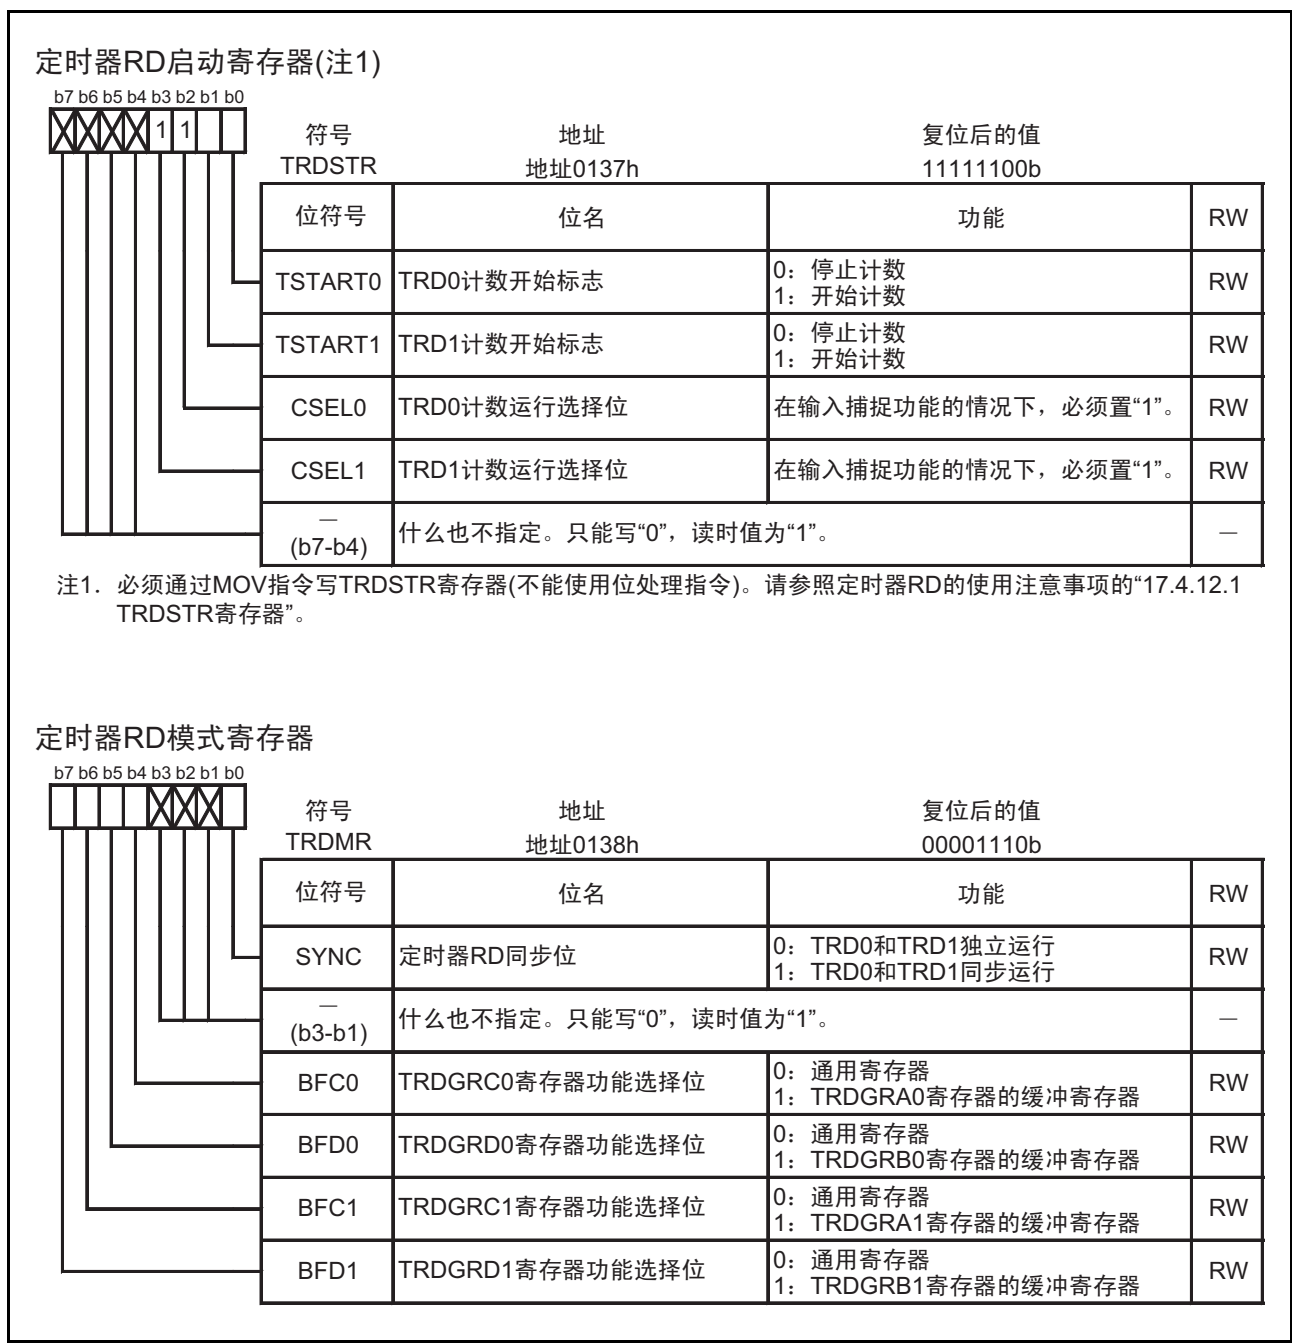 定时器RD启动寄存器(注1)
b7 b6 b5 b4 b3 b2 b1 b0
1 1
符号 地址 复位后的值
TRDSTR 地址0137h 11111100b
位符号 位名 功能 RW
TSTART0 TRD0计数开始标志 0：停止计数 RW
1：开始计数
TSTART1 TRD1计数开始标志 0：停止计数 RW
1：开始计数
CSEL0 TRD0计数运行选择位 在输入捕捉功能的情况下，必须置“1”。 RW
CSEL1 TRD1计数运行选择位 在输入捕捉功能的情况下，必须置“1”。 RW
— 什么也不指定。只能写“0”，读时值为“1”。 —
(b7-b4)
注1. 必须通过MOV指令写TRDSTR寄存器(不能使用位处理指令)。请参照定时器RD的使用注意事项的“17.4.12.1
TRDSTR寄存器”。
定时器RD模式寄存器
b7 b6 b5 b4 b3 b2 b1 b0
符号 地址 复位后的值
TRDMR 地址0138h 00001110b
位符号 位名 功能 RW
SYNC 定时器RD同步位 0：TRD0和TRD1独立运行 RW
1：TRD0和TRD1同步运行
— 什么也不指定。只能写“0”，读时值为“1”。 —
(b3-b1)
BFC0 TRDGRC0寄存器功能选择位 0：通用寄存器 RW
1：TRDGRA0寄存器的缓冲寄存器
BFD0 TRDGRD0寄存器功能选择位 0：通用寄存器 RW
1：TRDGRB0寄存器的缓冲寄存器
BFC1 TRDGRC1寄存器功能选择位 0：通用寄存器 RW
1：TRDGRA1寄存器的缓冲寄存器
BFD1 TRDGRD1寄存器功能选择位 0：通用寄存器 RW
1：TRDGRB1寄存器的缓冲寄存器